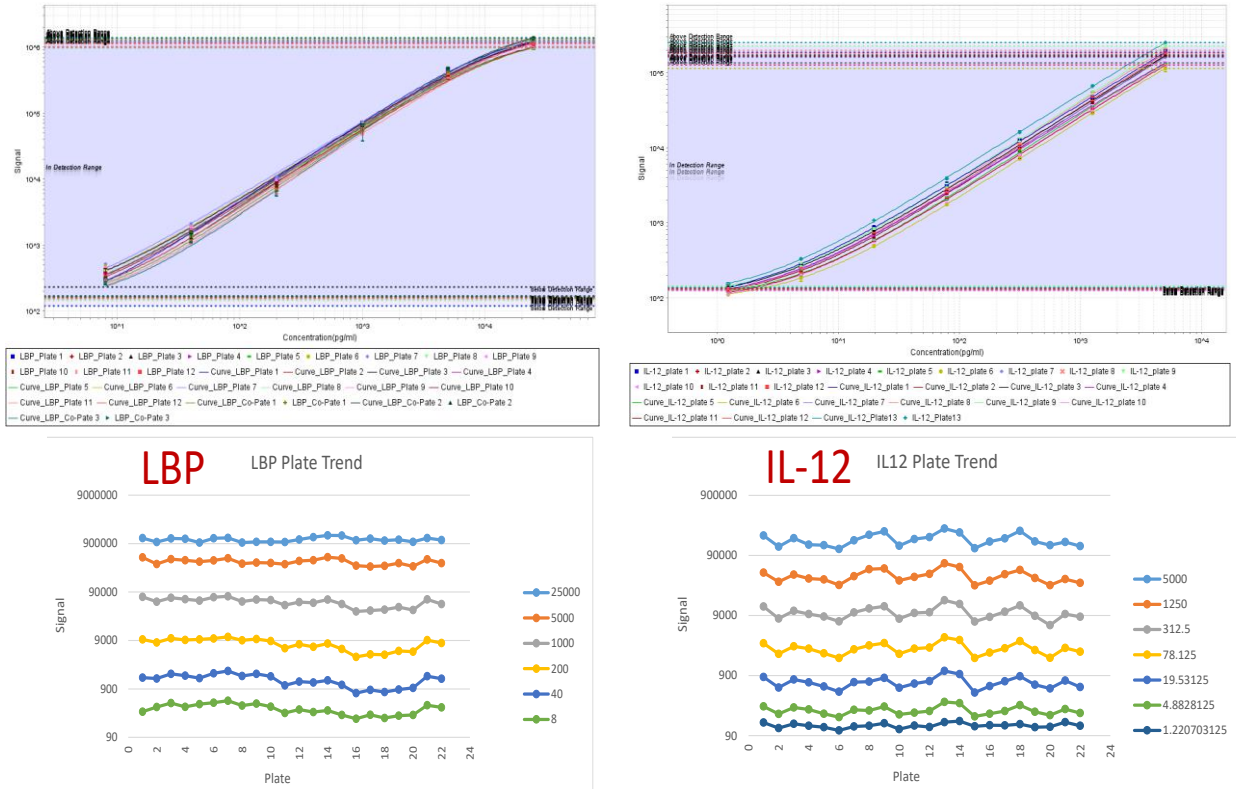 Above Detection Range
10^6
10^5
10^4
10^3
10^2
Signal
In Detection Range
Below Detection Range
10^1
10^2
10^3
10^4
Concentration(pg/ml)
LBP_Plate 1 LBP_Plate 2 LBP_Plate 3 LBP_Plate 4 LBP_Plate 5 LBP_Plate 6 LBP_Plate 7 LBP_Plate 8 LBP_Plate 9
LBP_Plate 10 LBP_Plate 11 LBP_Plate 12 Curve_LBP_Plate 1 Curve_LBP_Plate 2 Curve_LBP_Plate 3 Curve_LBP_Plate 4
Curve_LBP_Plate 5 Curve_LBP_Plate 6 Curve_LBP_Plate 7 Curve_LBP_Plate 8 Curve_LBP_Plate 9 Curve_LBP_Plate 10
Curve_LBP_Plate 11 Curve_LBP_Plate 12 Curve_LBP_Co-Pate 1 LBP_Co-Pate 1 Curve_LBP_Co-Pate 2 LBP_Co-Pate 2
Curve_LBP_Co-Pate 3 LBP_Co-Pate 3
Above Detection Range
10^5
10^4
10^3
10^2
Signal
In Detection Range
Below Detection Range
10^0
10^1
10^2
10^3
10^4
Concentration(pg/ml)
IL-12_plate 1 IL-12_plate 2 IL-12_plate 3 IL-12_plate 4 IL-12_plate 5 IL-12_plate 6 IL-12_plate 7 IL-12_plate 8 IL-12_plate 9
IL-12_plate 10 IL-12_plate 11 IL-12_plate 12 Curve_IL-12_plate 1 Curve_IL-12_plate 2 Curve_IL-12_plate 3 Curve_IL-12_plate 4
Curve_IL-12_plate 5 Curve_IL-12_plate 6 Curve_IL-12_plate 7 Curve_IL-12_plate 8 Curve_IL-12_plate 9 Curve_IL-12_plate 10
Curve_IL-12_plate 11 Curve_IL-12_plate 12 Curve_IL-12_Plate13 IL-12_Plate13
LBP
LBP Plate Trend
9000000
900000
90000
9000
900
90
Signal
0 2 4 6 8 10 12 14 16 18 20 22 24
Plate
25000
5000
1000
200
40
8
IL-12
IL12 Plate Trend
900000
90000
9000
900
90
Signal
0 2 4 6 8 10 12 14 16 18 20 22 24
Plate
5000
1250
312.5
78.125
19.53125
4.8828125
1.220703125